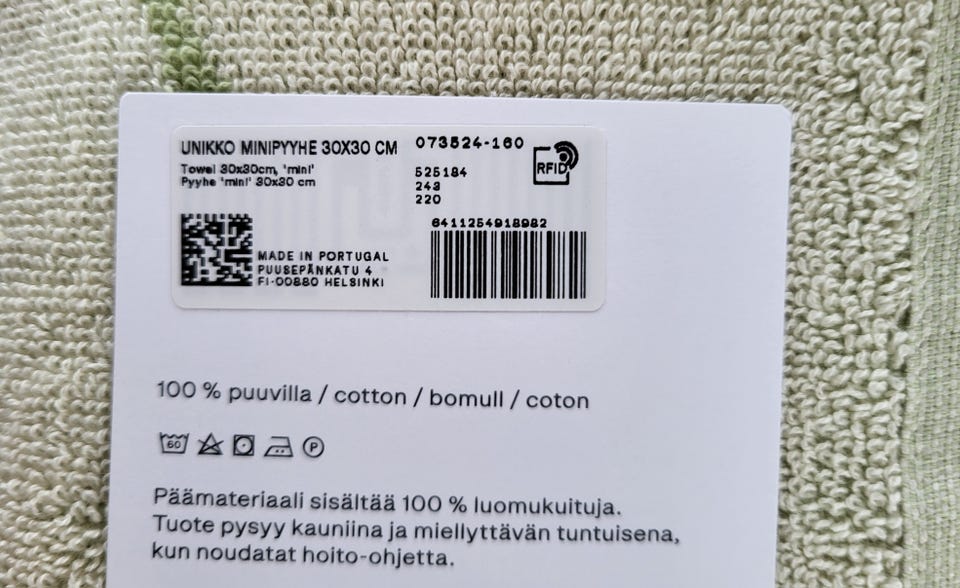 UNIKKO MINIPYYHE 30X30 CM
Towel 30x30cm, 'mini'
Pyyhe 'mini' 30x30 cm
073524-160
525184
243
220
RFID
6411254918982
MADE IN PORTUGAL
PUUSEPÄNKATU 4
FI-00880 HELSINKI
100 % puuvilla / cotton / bomull / coton
60
P
Päämateriaali sisältää 100 % luomukuituja.
Tuote pysyy kauniina ja miellyttävän tuntuisena,
kun noudatat hoito-ohjetta.